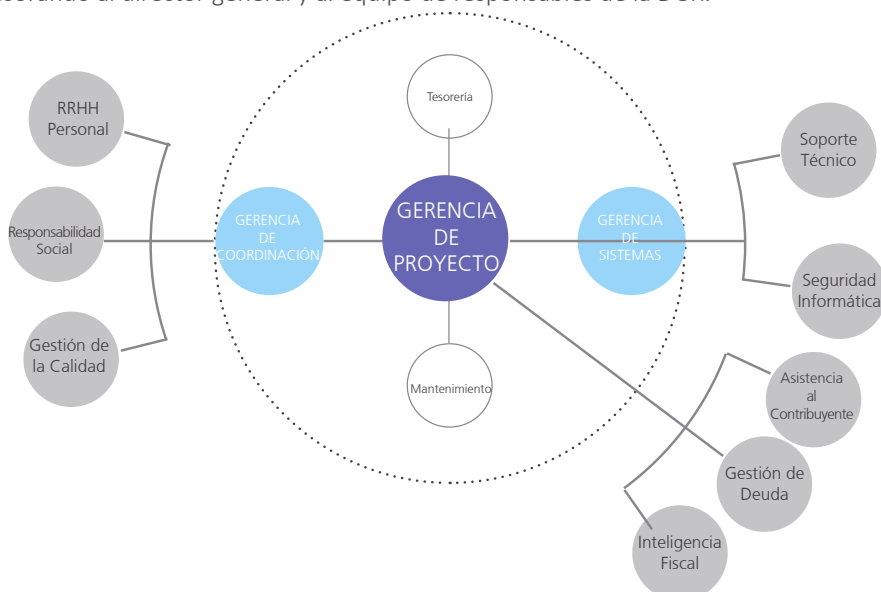 Tesorería
RRHH
Personal
Soporte
Técnico
Responsabilidad
Social
GERENCIA
DE
COORDINACIÓN
GERENCIA
DE
PROYECTO
GERENCIA
DE
SISTEMAS
Seguridad
Informática
Gestión de
la Calidad
Mantenimiento
Asistencia
al
Contribuyente
Gestión de
Deuda
Inteligencia
Fiscal